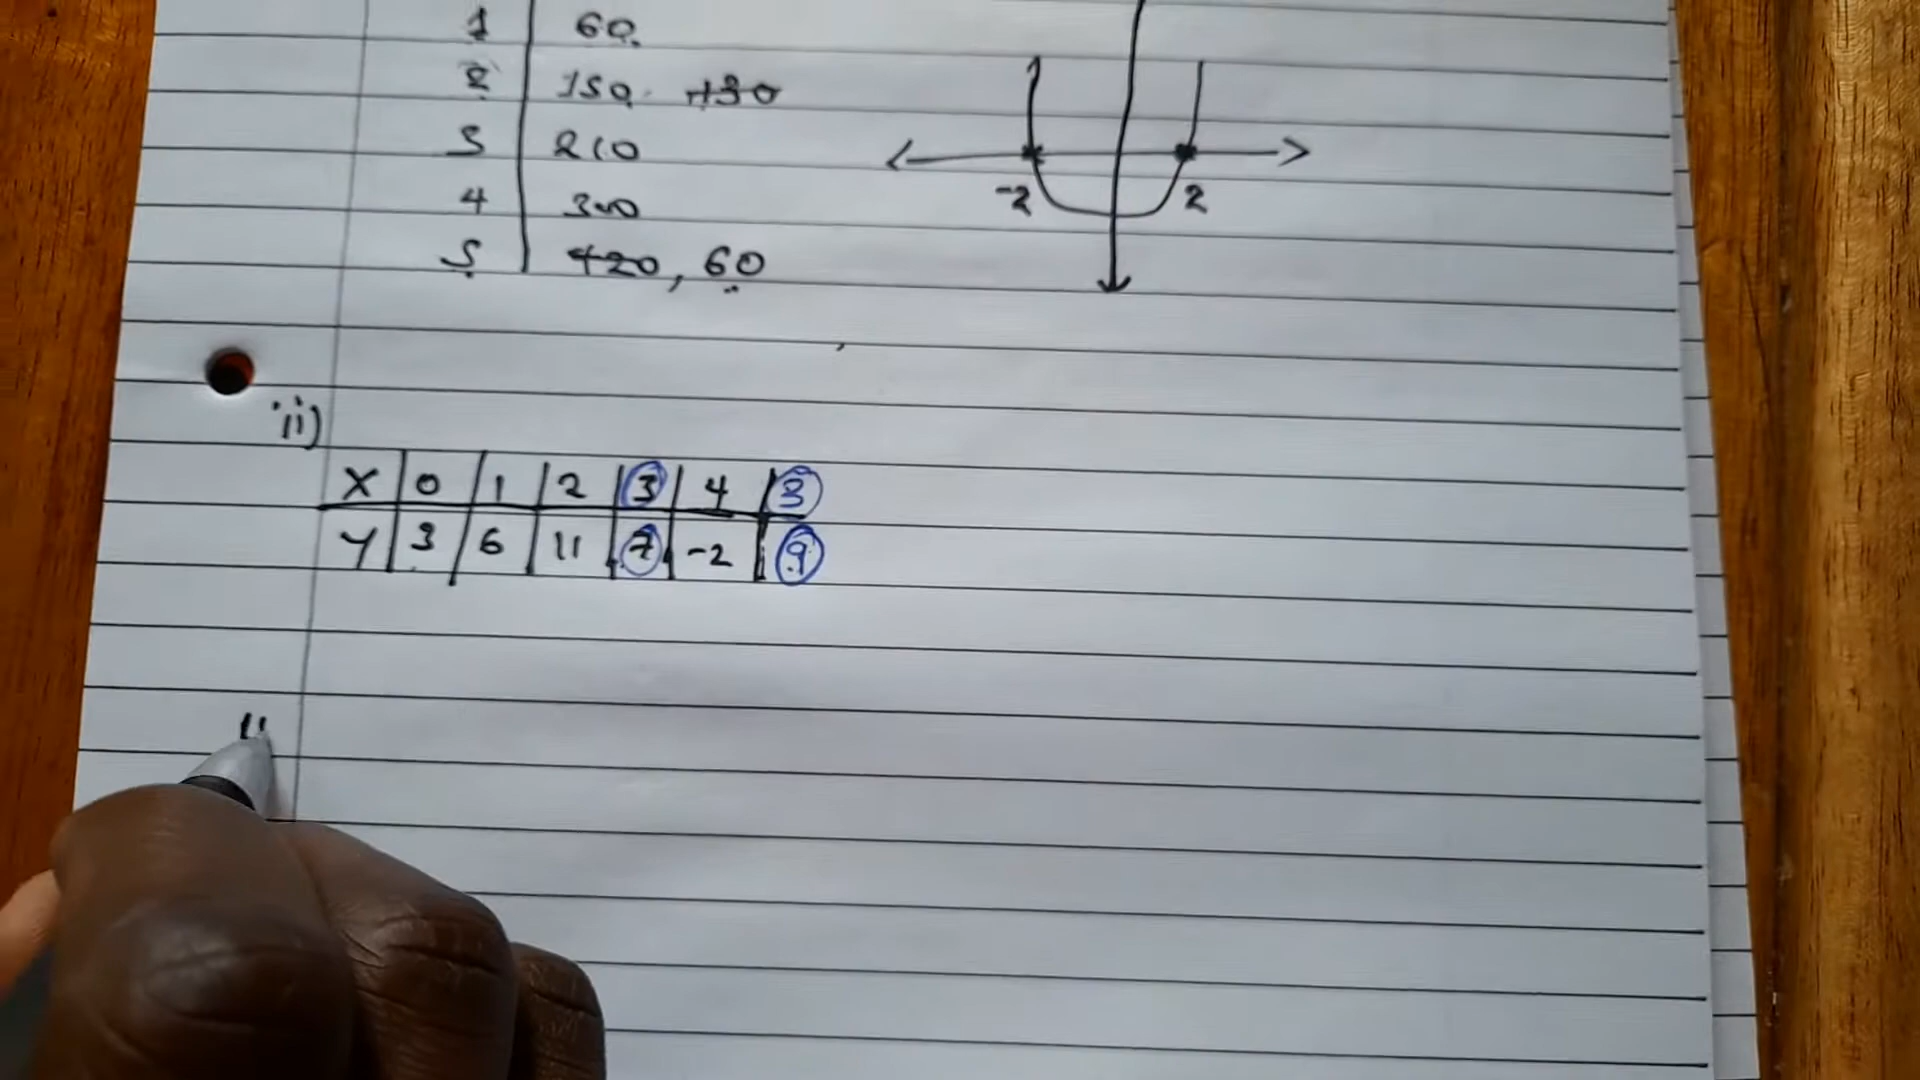 1 | 60.
2 | 150. +30
3 | 210
4 | 300
5 | 420, 60
-2 2
ii)
X | 0 | 1 | 2 | 3 | 4 | 3
Y | 3 | 6 | 11 | 7 | -2 | 9